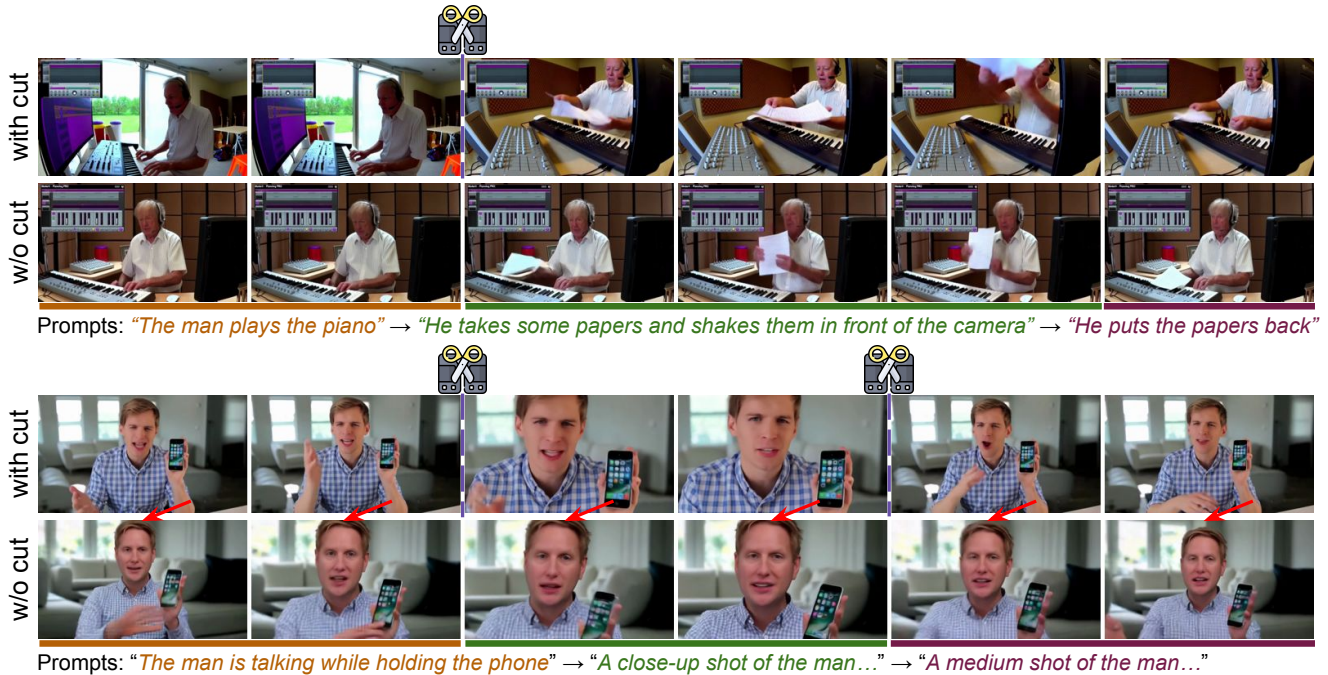 with cut
w/o cut
Prompts: “The man plays the piano” → “He takes some papers and shakes them in front of the camera” → “He puts the papers back”
with cut
w/o cut
Prompts: “The man is talking while holding the phone” → “A close-up shot of the man…” → “A medium shot of the man…”